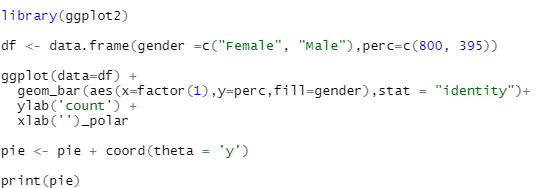 library(ggplot2)
df <- data.frame(gender =c("Female", "Male"),perc=c(800, 395))
ggplot(data=df) +
geom_bar(aes(x=factor(1),y=perc,fill=gender),stat = "identity")+
ylab('count') +
xlab('')_polar
pie <- pie + coord(theta = 'y')
print(pie)